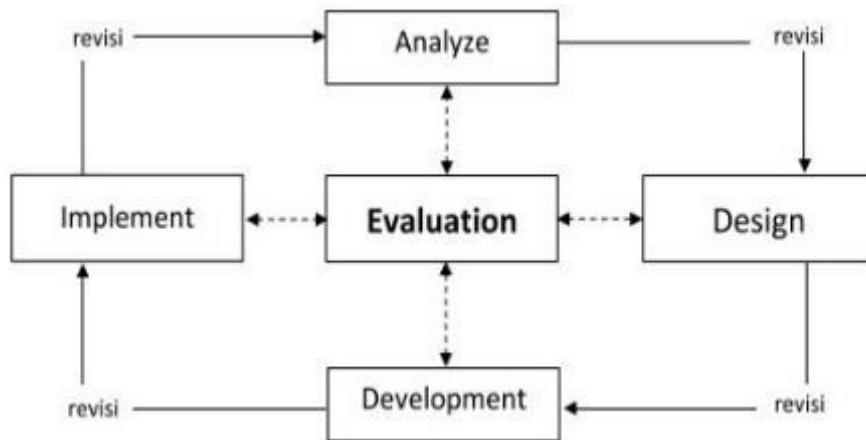 revisi
Analyze
revisi
Implement
Evaluation
Design
revisi
Development
revisi